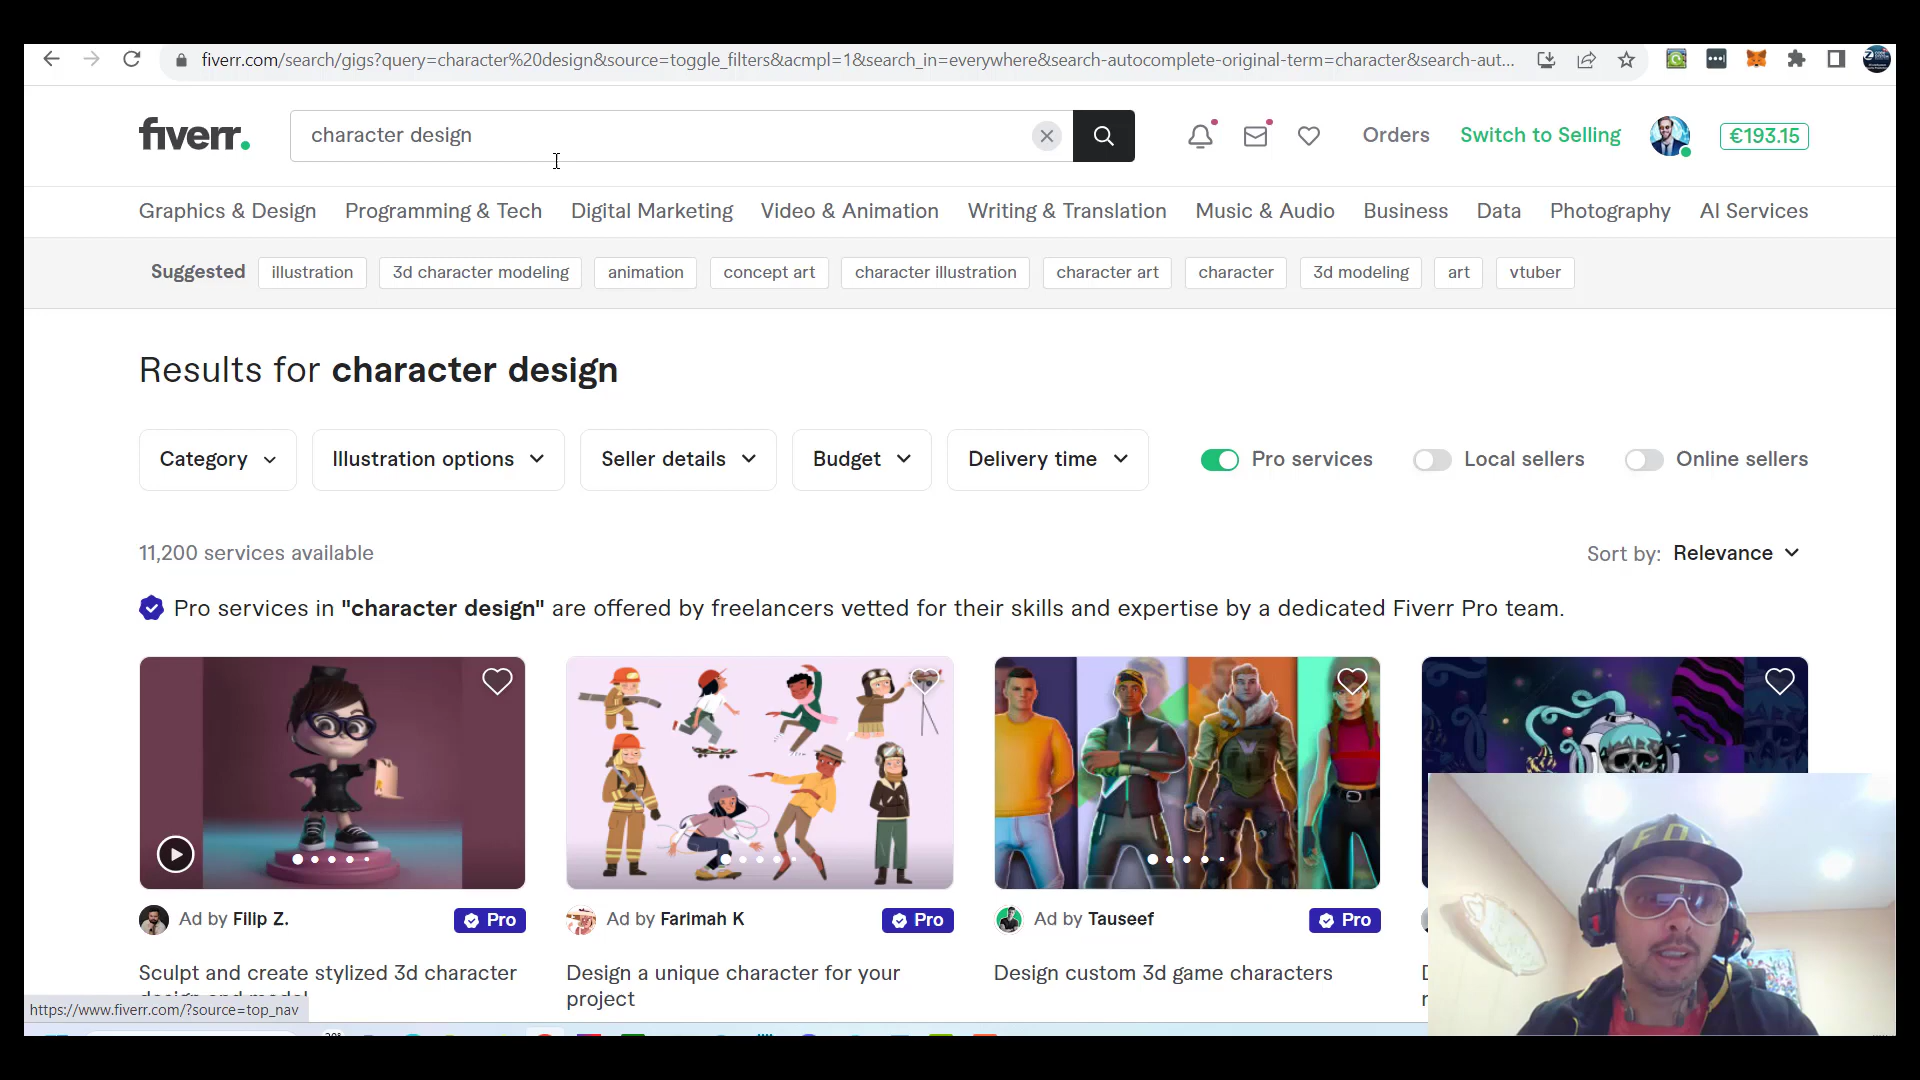 fiverr.com/search/gigs?query=character%20design&source=toggle_filters&acmpl=1&search_in=everywhere&search-autocomplete-original-term=character&search-aut...
fiverr.
character design
Orders
Switch to Selling
€193.15
Graphics & Design
Programming & Tech
Digital Marketing
Video & Animation
Writing & Translation
Music & Audio
Business
Data
Photography
AI Services
Suggested
illustration
3d character modeling
animation
concept art
character illustration
character art
character
3d modeling
art
vtuber
Results for character design
Category
Illustration options
Seller details
Budget
Delivery time
Pro services
Local sellers
Online sellers
11,200 services available
Sort by: Relevance
Pro services in "character design" are offered by freelancers vetted for their skills and expertise by a dedicated Fiverr Pro team.
Ad by Filip Z.
Pro
Ad by Farimah K
Pro
Ad by Tauseef
Pro
Sculpt and create stylized 3d character
design and model
Design a unique character for your
project
Design custom 3d game characters
https://www.fiverr.com/?source=top_nav